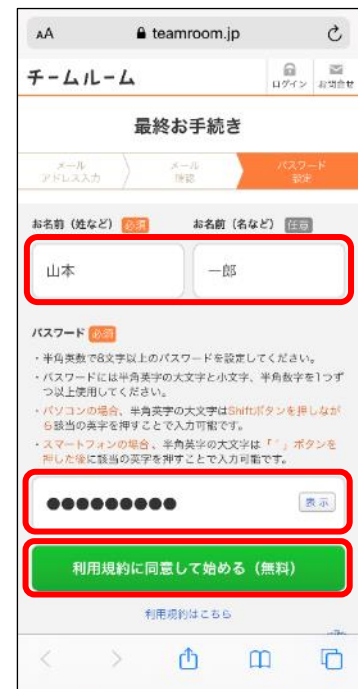 AA teamroom.jp
チームルーム
ログイン お問合せ
最終お手続き
メール
アドレス入力
メール
確認
パスワード
設定
お名前（姓など） 必須 お名前（名など） 任意
山本 一郎
パスワード 必須
・半角英数で8文字以上のパスワードを設定してください。
・パスワードには半角英字の大文字と小文字、半角数字を1つず
つ以上使用してください。
・パソコンの場合、半角英字の大文字はShiftボタンを押しなが
ら該当の英字を押すことで入力可能です。
・スマートフォンの場合、半角英字の大文字は「 」ボタンを
押した後に該当の英字を押すことで入力可能です。
●●●●●●●●● 表示
利用規約に同意して始める（無料）
利用規約はこちら